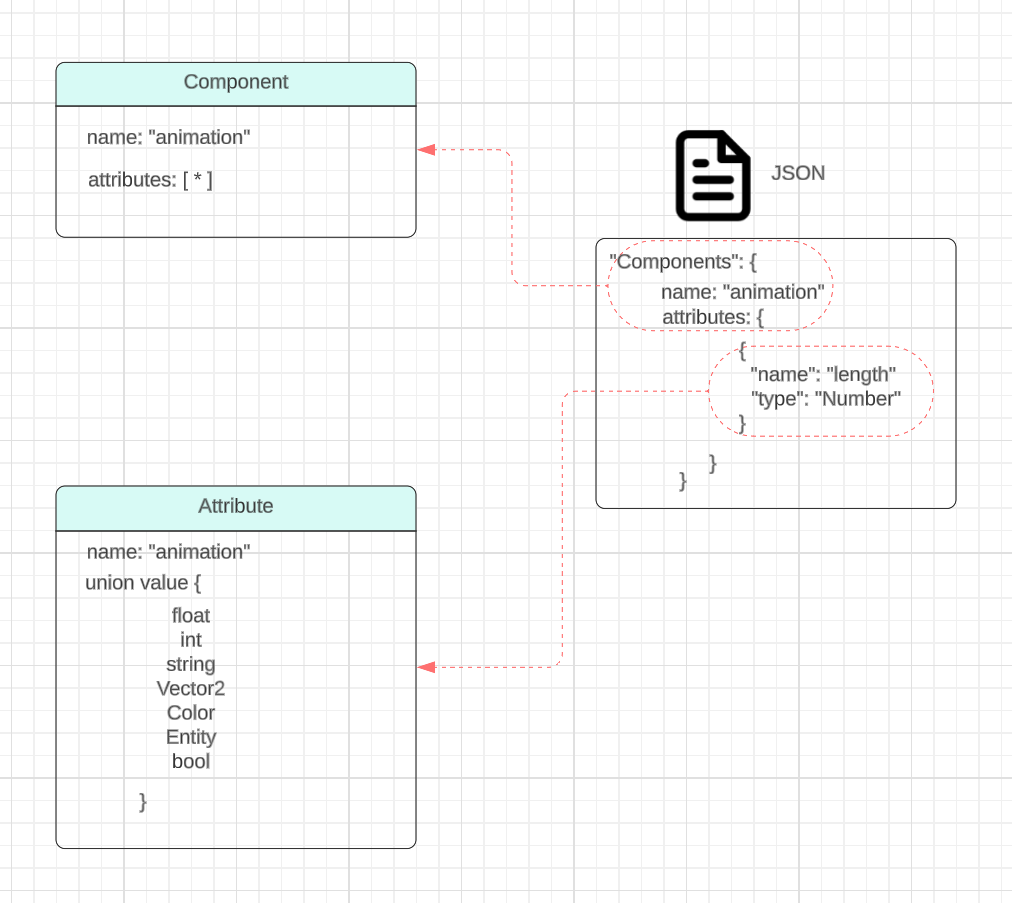 Component
name: "animation"
attributes: [ * ]
JSON
"Components": {
name: "animation"
attributes: {
{
"name": "length"
"type": "Number"
}
}
}
Attribute
name: "animation"
union value {
float
int
string
Vector2
Color
Entity
bool
}